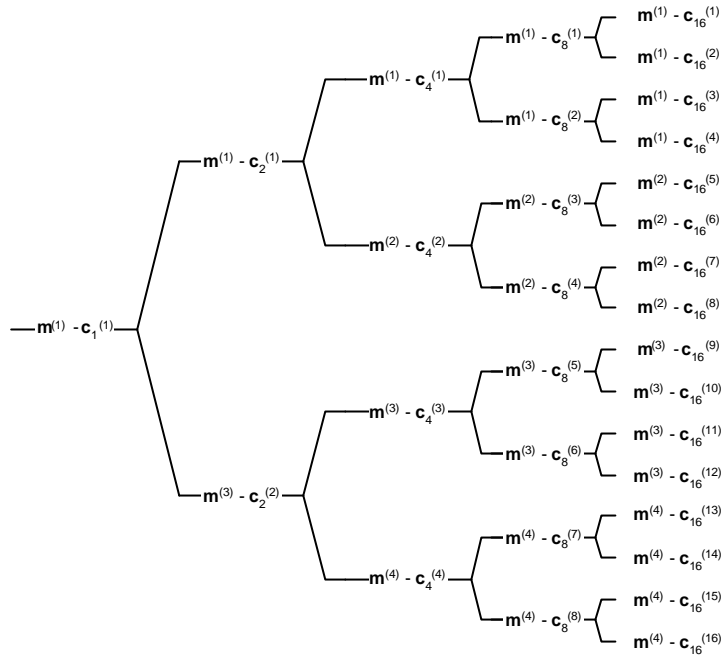 m(1) - c16(1)
m(1) - c8(1)
m(1) - c16(2)
m(1) - c4(1)
m(1) - c16(3)
m(1) - c8(2)
m(1) - c16(4)
m(1) - c2(1)
m(2) - c16(5)
m(2) - c8(3)
m(2) - c16(6)
m(2) - c4(2)
m(2) - c16(7)
m(2) - c8(4)
m(2) - c16(8)
m(1) - c1(1)
m(3) - c16(9)
m(3) - c8(5)
m(3) - c16(10)
m(3) - c4(3)
m(3) - c16(11)
m(3) - c8(6)
m(3) - c16(12)
m(3) - c2(2)
m(4) - c16(13)
m(4) - c8(7)
m(4) - c16(14)
m(4) - c4(4)
m(4) - c16(15)
m(4) - c8(8)
m(4) - c16(16)